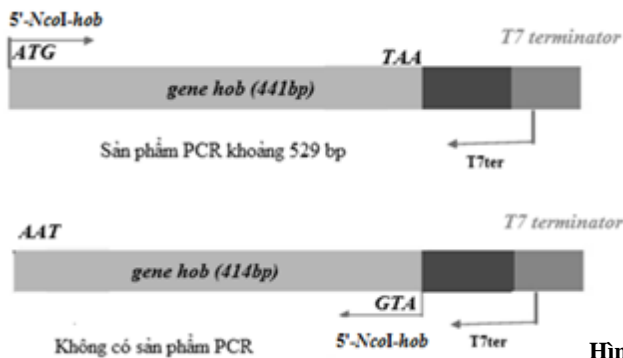 5'-NcoI-hob
ATG
TAA
T7 terminator
gene hob (441bp)
Sản phẩm PCR khoảng 529 bp
T7ter
AAT
T7 terminator
gene hob (414bp)
GTA
Không có sản phẩm PCR
5'-NcoI-hob
T7ter
Hìn